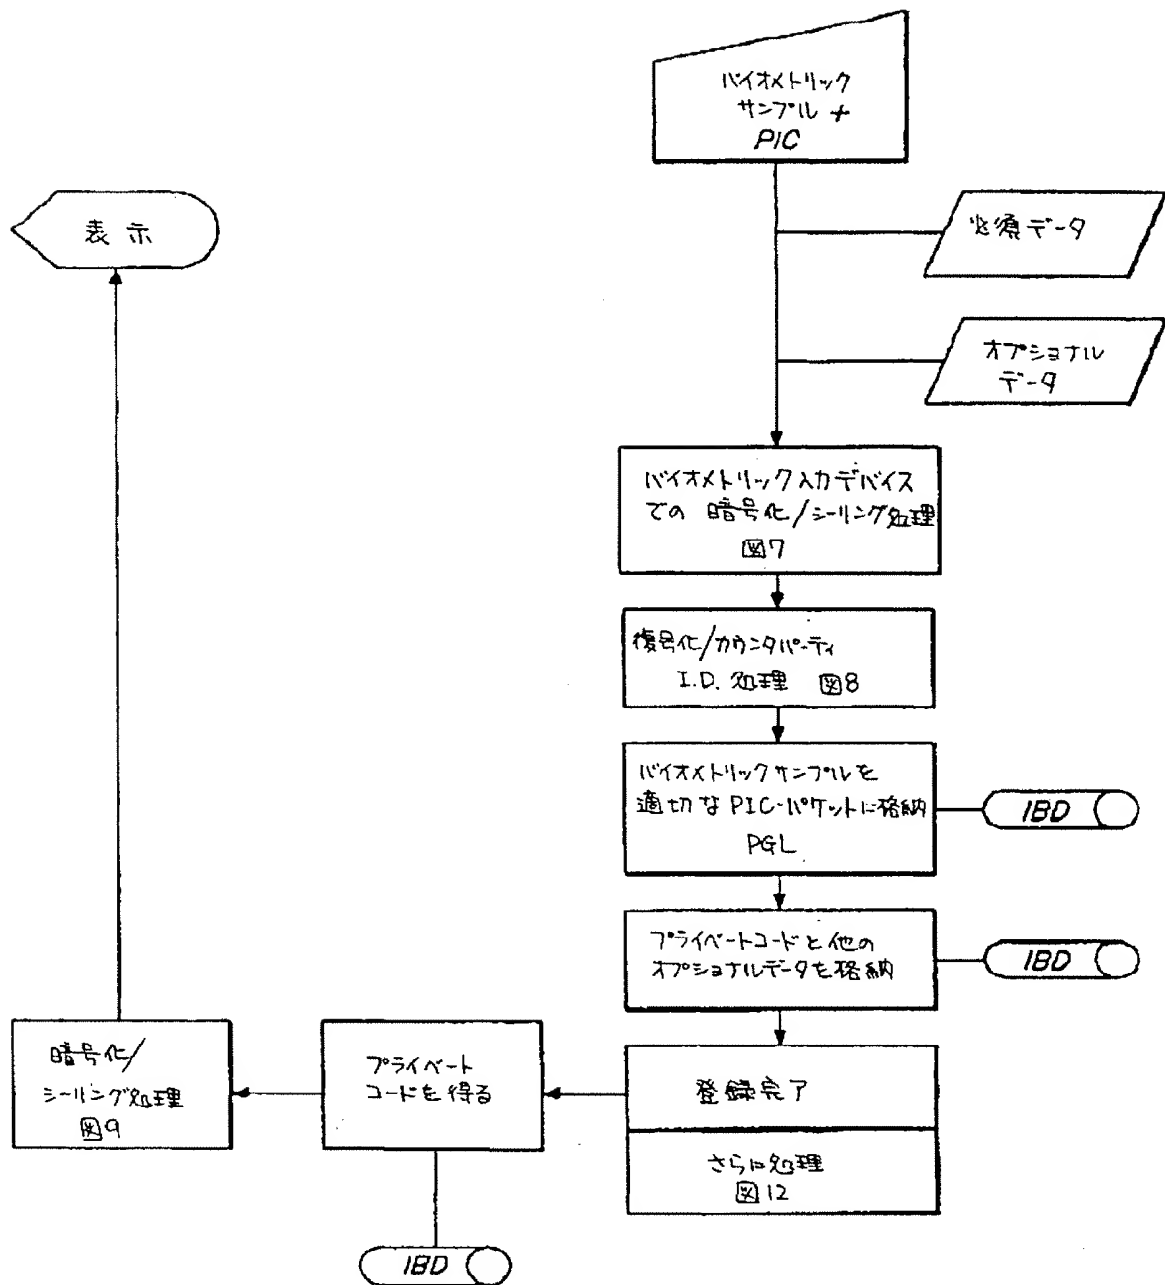 バイオメトリック
サンプル +
PIC
表示
必須データ
オプショナル
データ
バイオメトリック入力デバイス
での 暗号化/シーリング処理
図7
復号化/カウンタパーティ
I.D. 処理 図8
バイオメトリックサンプルを
適切なPIC-バケットに格納
PGL
IBD
プライベートコードと他の
オプショナルデータを格納
IBD
暗号化/
シーリング処理
図9
プライベート
コードを得る
登録完了
さらに処理
図12
IBD